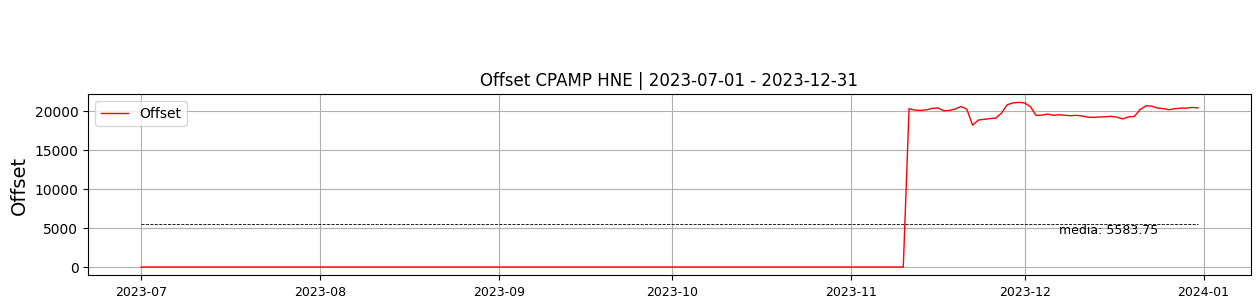 Offset CPAMP HNE | 2023-07-01 - 2023-12-31
Offset
Offset
20000
15000
10000
5000
0
media: 5583.75
2023-07 2023-08 2023-09 2023-10 2023-11 2023-12 2024-01